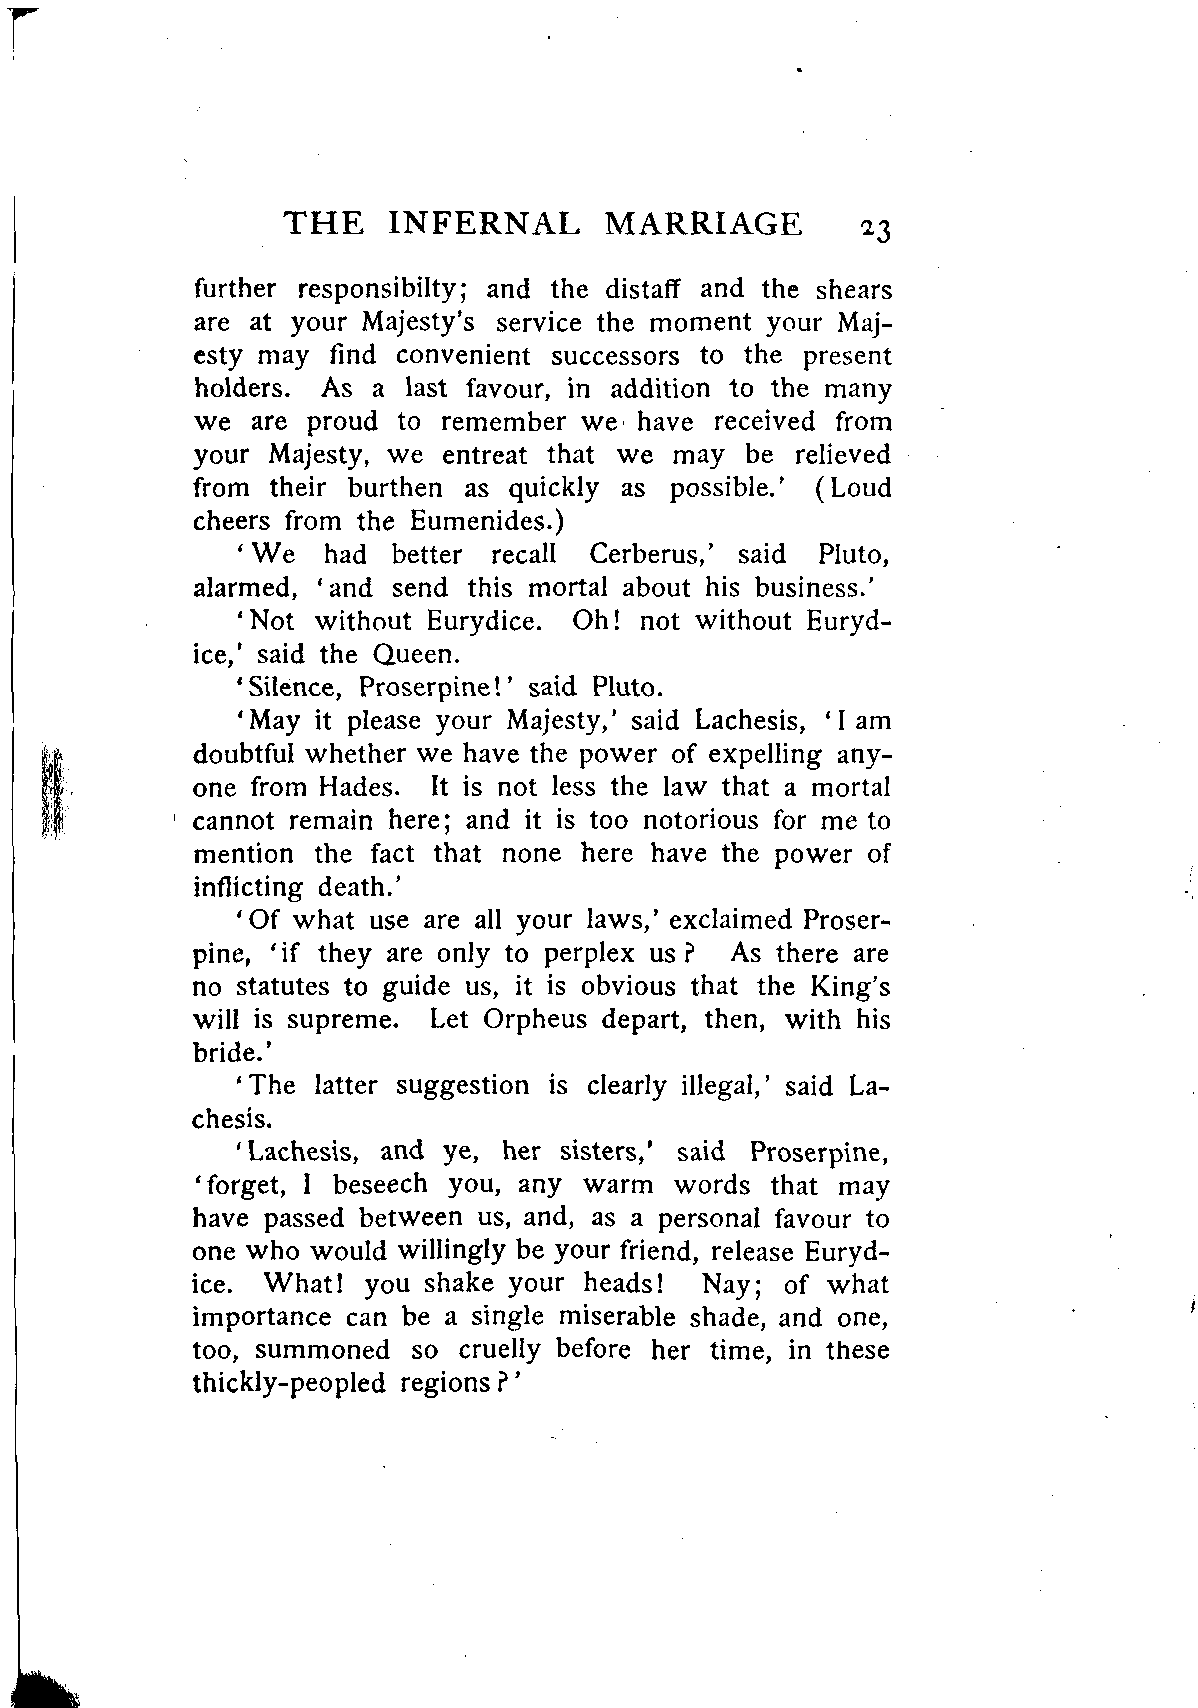 THE INFERNAL MARRIAGE 23
further responsibilty; and the distaff and the shears
are at your Majesty's service the moment your Maj-
esty may find convenient successors to the present
holders. As a last favour, in addition to the many
we are proud to remember we have received from
your Majesty, we entreat that we may be relieved
from their burthen as quickly as possible.' (Loud
cheers from the Eumenides.)
'We had better recall Cerberus,' said Pluto,
alarmed, 'and send this mortal about his business.'
'Not without Eurydice. Oh! not without Euryd-
ice,' said the Queen.
'Silence, Proserpine!' said Pluto.
'May it please your Majesty,' said Lachesis, 'I am
doubtful whether we have the power of expelling any-
one from Hades. It is not less the law that a mortal
cannot remain here; and it is too notorious for me to
mention the fact that none here have the power of
inflicting death.'
'Of what use are all your laws,' exclaimed Proser-
pine, 'if they are only to perplex us? As there are
no statutes to guide us, it is obvious that the King's
will is supreme. Let Orpheus depart, then, with his
bride.'
'The latter suggestion is clearly illegal,' said La-
chesis.
'Lachesis, and ye, her sisters,' said Proserpine,
'forget, I beseech you, any warm words that may
have passed between us, and, as a personal favour to
one who would willingly be your friend, release Euryd-
ice. What! you shake your heads! Nay; of what
importance can be a single miserable shade, and one,
too, summoned so cruelly before her time, in these
thickly-peopled regions?'